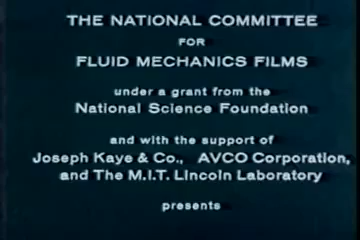 THE NATIONAL COMMITTEE
FOR
FLUID MECHANICS FILMS
under a grant from the
National Science Foundation
and with the support of
Joseph Kaye & Co., AVCO Corporation,
and The M.I.T. Lincoln Laboratory
presents